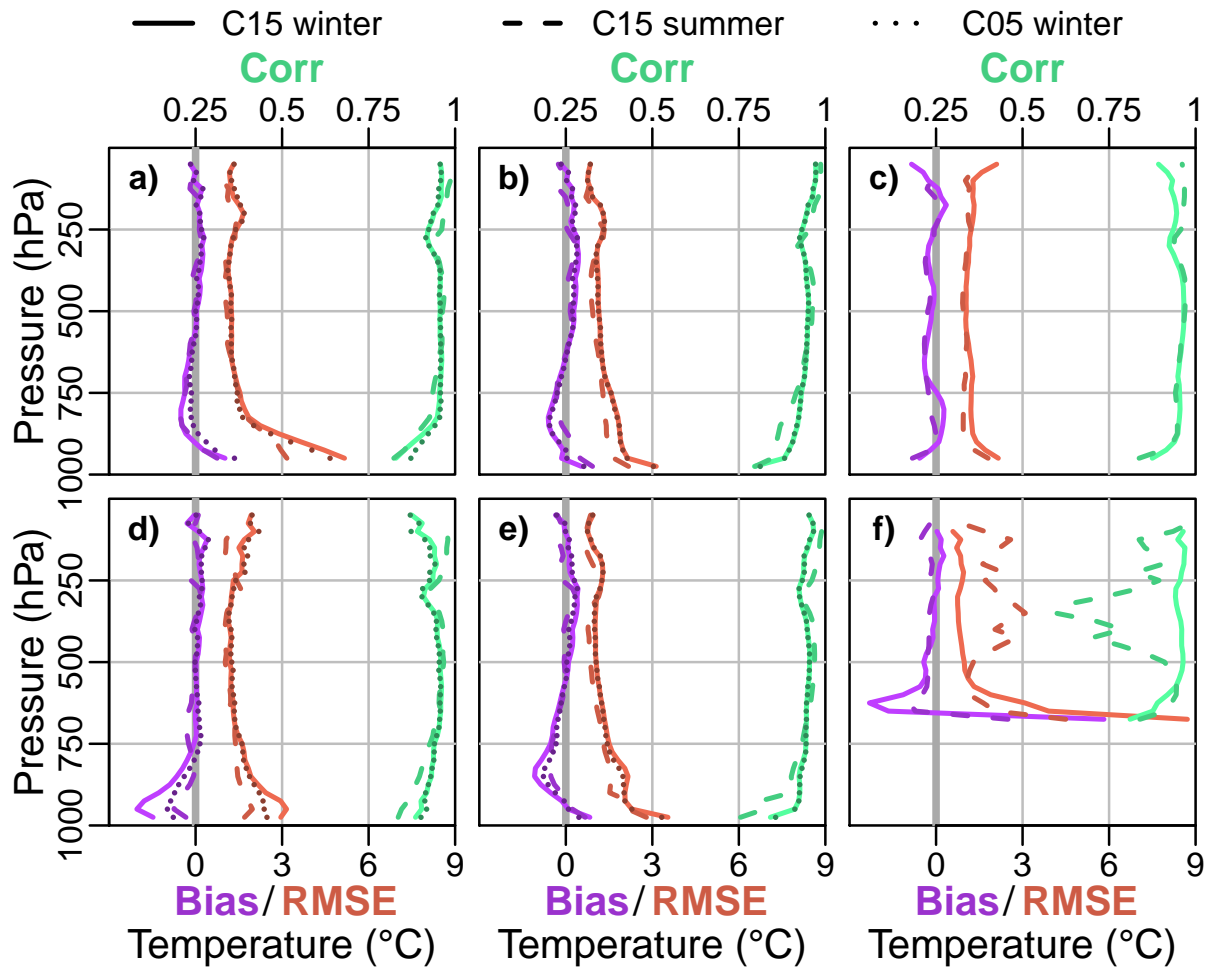 C15 winter C15 summer C05 winter
Corr Corr
0.25 0.5 0.75 1 0.25 0.5 0.75 1 0.25 0.5 0.75 1
Pressure (hPa)
250
500
750
1000
a) b) c)
Pressure (hPa)
250
500
750
1000
d) e) f)
0 3 6 9 0 3 6 9 0 3 6 9
Bias/RMSE Bias/RMSE Bias/RMSE
Temperature (°C) Temperature (°C) Temperature (°C)